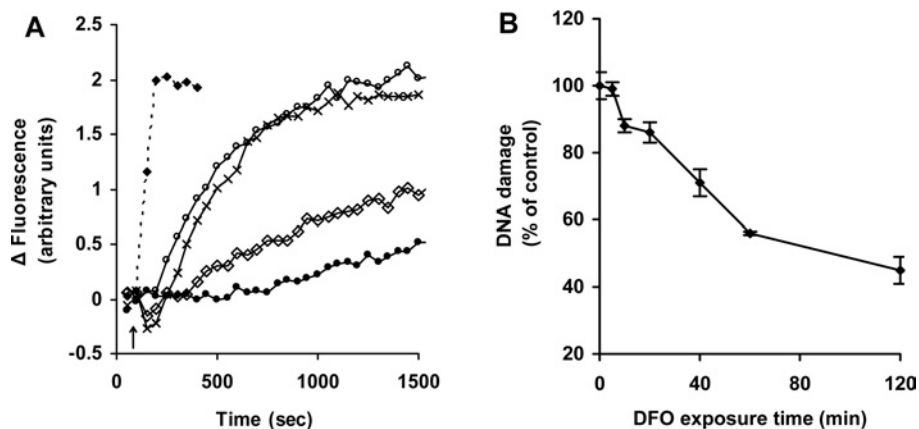 A
Δ Fluorescence
(arbitrary units)
2.5
2
1.5
1
0.5
0
-0.5
0
500
1000
1500
Time (sec)
B
DNA damage
(% of control)
120
100
80
60
40
20
0
40
80
120
DFO exposure time (min)